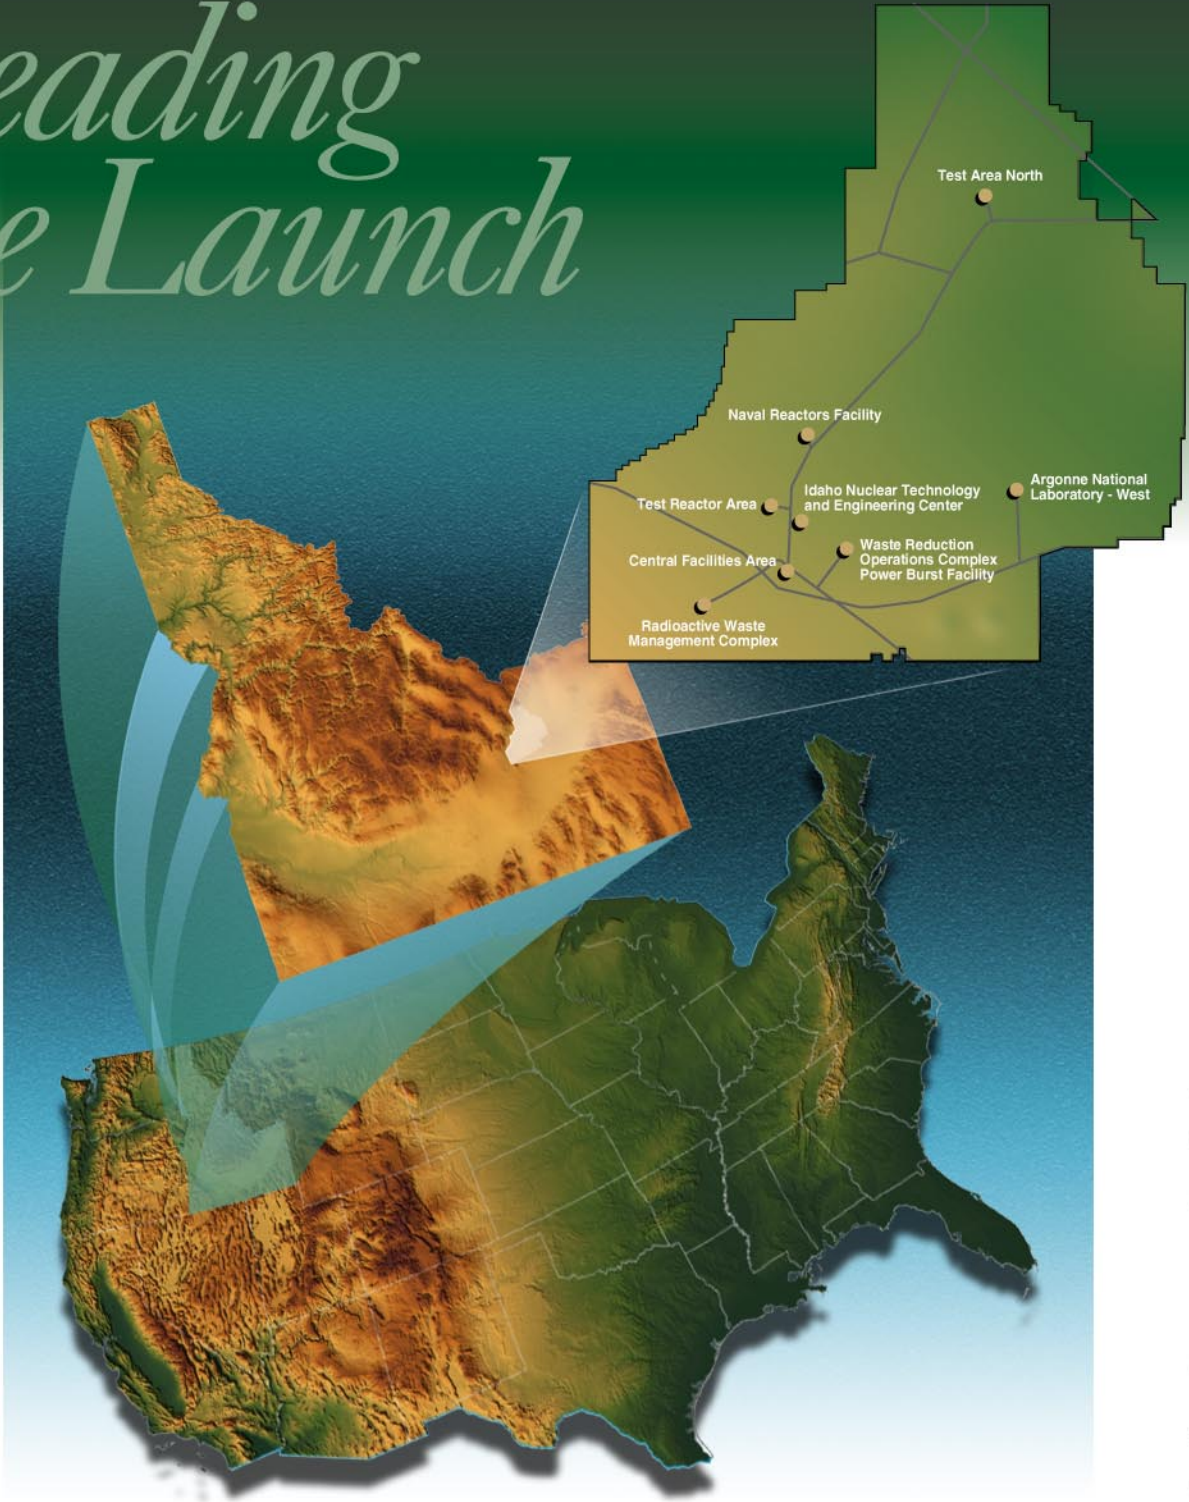 eading
e Launch
Test Area North
Naval Reactors Facility
Argonne National
Laboratory - West
Idaho Nuclear Technology
and Engineering Center
Test Reactor Area
Waste Reduction
Operations Complex
Power Burst Facility
Central Facilities Area
Radioactive Waste
Management Complex